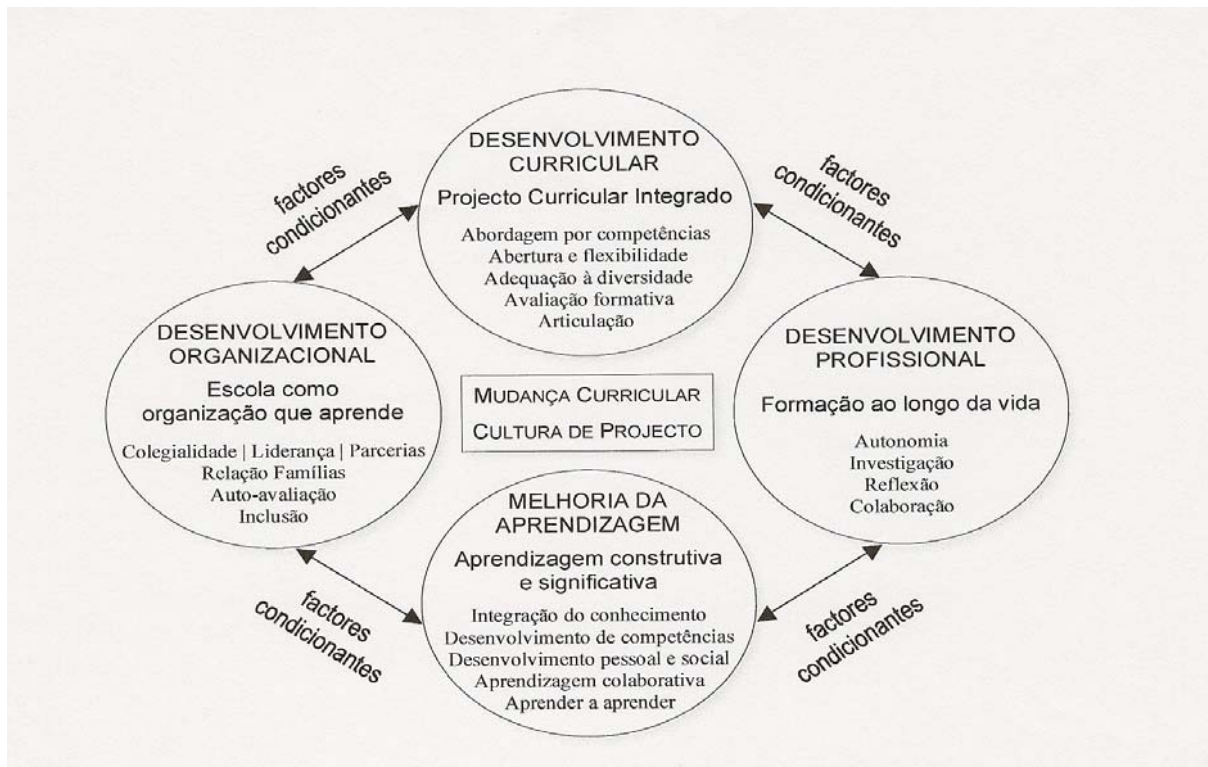 DESENVOLVIMENTO
CURRICULAR
Projecto Curricular Integrado
Abordagem por competências
Abertura e flexibilidade
Adequação à diversidade
Avaliação formativa
Articulação
factores
condicionantes
factores
condicionantes
DESENVOLVIMENTO
ORGANIZACIONAL
Escola como
organização que aprende
Colegialidade | Liderança | Parcerias
Relação Famílias
Auto-avaliação
Inclusão
MUDANÇA CURRICULAR
CULTURA DE PROJECTO
DESENVOLVIMENTO
PROFISSIONAL
Formação ao longo da vida
Autonomia
Investigação
Reflexão
Colaboração
MELHORIA DA
APRENDIZAGEM
Aprendizagem construtiva
e significativa
Integração do conhecimento
Desenvolvimento de competências
Desenvolvimento pessoal e social
Aprendizagem colaborativa
Aprender a aprender
factores
condicionantes
factores
condicionantes